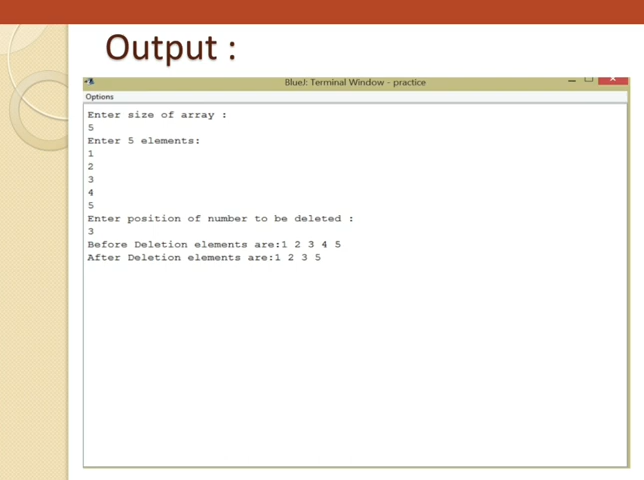 Output :
BlueJ: Terminal Window - practice
Options
Enter size of array :
5
Enter 5 elements:
1
2
3
4
5
Enter position of number to be deleted :
3
Before Deletion elements are:1 2 3 4 5
After Deletion elements are:1 2 3 5